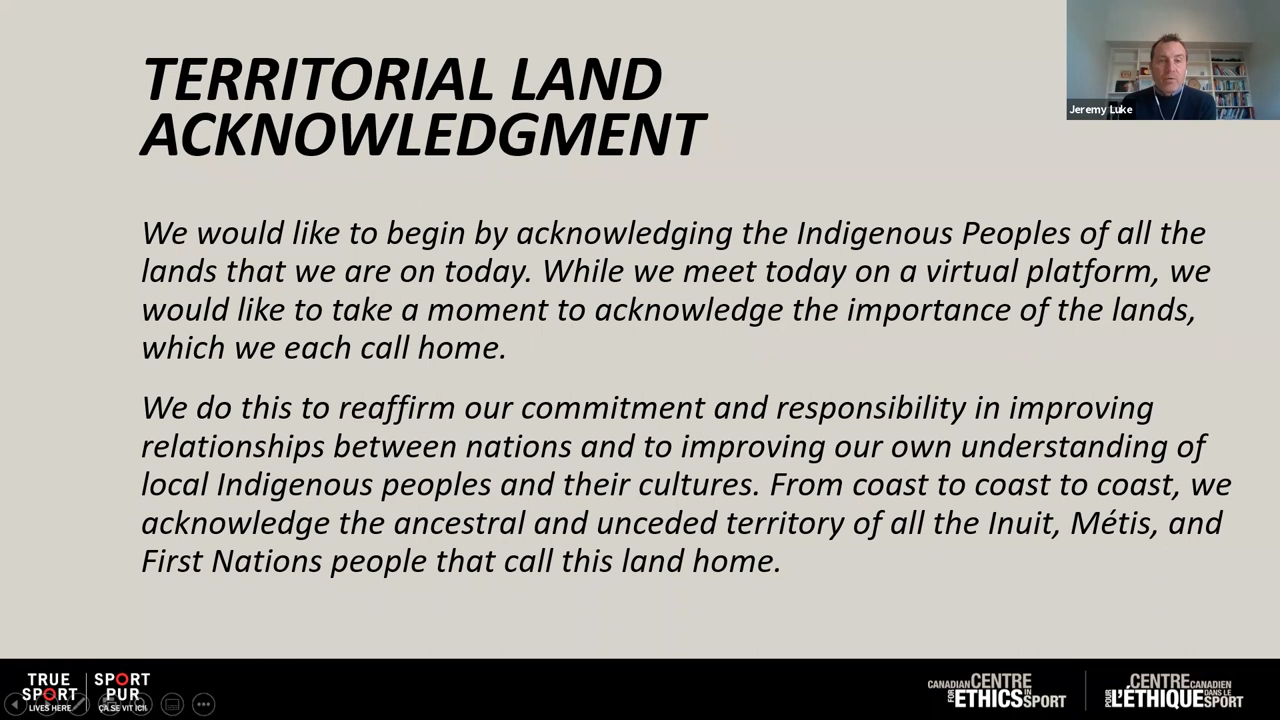 TERRITORIAL LAND
ACKNOWLEDGMENT
Jeremy Luke
We would like to begin by acknowledging the Indigenous Peoples of all the
lands that we are on today. While we meet today on a virtual platform, we
would like to take a moment to acknowledge the importance of the lands,
which we each call home.
We do this to reaffirm our commitment and responsibility in improving
relationships between nations and to improving our own understanding of
local Indigenous peoples and their cultures. From coast to coast to coast, we
acknowledge the ancestral and unceded territory of all the Inuit, Métis, and
First Nations people that call this land home.
TRUE
SPORT
LIVES HERE
SPORT
PUR
ÇA SE VIT ICI
CANADIAN CENTRE
FOR ETHICS IN SPORT
CENTRE CANADIEN
POUR L'ÉTHIQUE DANS LE SPORT